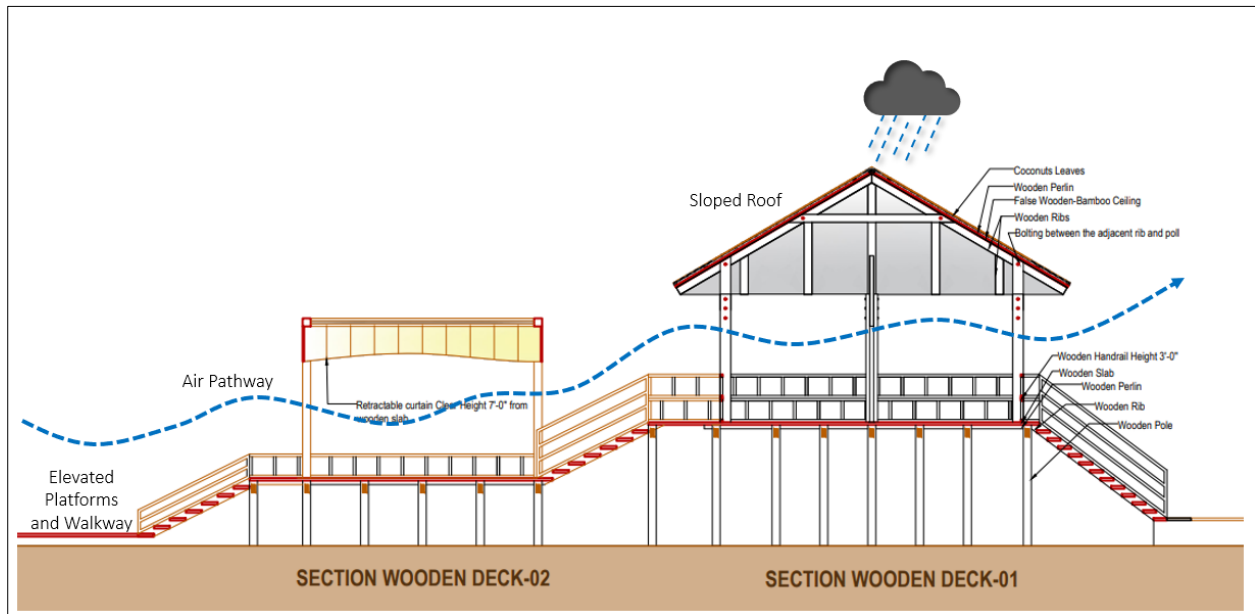 Sloped Roof
Coconuts Leaves
Wooden Perlin
False Wooden-Bamboo Ceiling
Wooden Ribs
Bolting between the adjacent rib and poll
Air Pathway
Retractable curtain Clear Height 7'-0" from
wooden slab
Wooden Handrail Height 3'-0"
Wooden Slab
Wooden Perlin
Wooden Rib
Wooden Pole
Elevated
Platforms
and Walkway
SECTION WOODEN DECK-02
SECTION WOODEN DECK-01